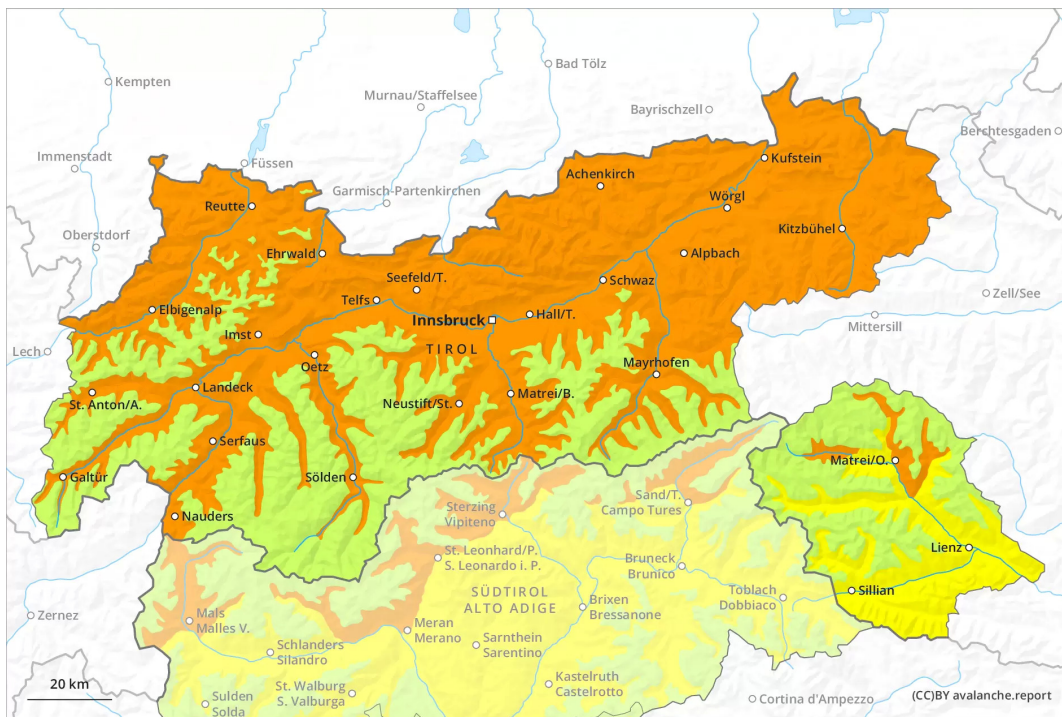 Kempten
Bad Tölz
Murnau/Staffelsee
Bayrischzell
Berchtesgaden
Immenstadt
Füssen
Kufstein
Achenkirch
Garmisch-Partenkirchen
Reutte
Wörgl
Oberstdorf
Kitzbühel
Ehrwald
Alpbach
Seefeld/T.
Schwaz
Telfs
Zell/See
Elbigenalp
Innsbruck
Hall/T.
Mittersill
Imst
Lech
TIROL
Oetz
Mayrhofen
Landeck
St. Anton/A.
Neustift/St.
Matrei/B.
Serfaus
Matrei/O.
Galtür
Sölden
Sand/T.
Campo Tures
Sterzing
Vipiteno
Nauders
Lienz
St. Leonhard/P.
S. Leonardo i. P.
Bruneck
Brunico
Sillian
SÜDTIROL
ALTO ADIGE
Toblach
Dobbiaco
Brixen
Bressanone
Zernez
Mals
Malles V.
Meran
Merano
Sarnthein
Sarentino
Schlanders
Silandro
Kastelruth
Castelrotto
20 km
St. Walburg
S. Valburga
Sulden
Solda
Cortina d'Ampezzo
(CC)BY avalanche.report